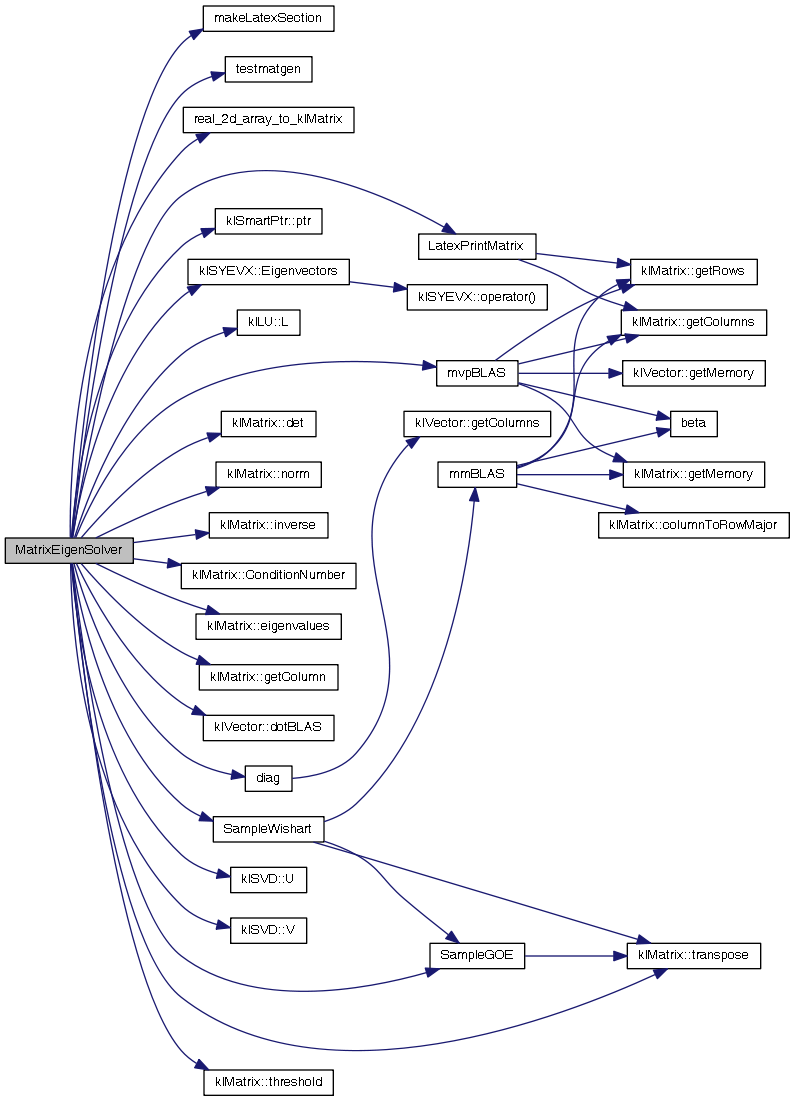 makeLatexSection
testmatgen
real_2d_array_to_klMatrix
klSmartPtr::ptr
LatexPrintMatrix
klSYEVX::Eigenvectors
klMatrix::getRows
klSYEVX::operator()
klLU::L
klMatrix::getColumns
mvpBLAS
klVector::getMemory
klMatrix::det
klVector::getColumns
beta
klMatrix::norm
mmBLAS
klMatrix::getMemory
klMatrix::inverse
klMatrix::columnToRowMajor
MatrixEigenSolver
klMatrix::ConditionNumber
klMatrix::eigenvalues
klMatrix::getColumn
klVector::dotBLAS
diag
SampleWishart
klSVD::U
klSVD::V
SampleGOE
klMatrix::transpose
klMatrix::threshold